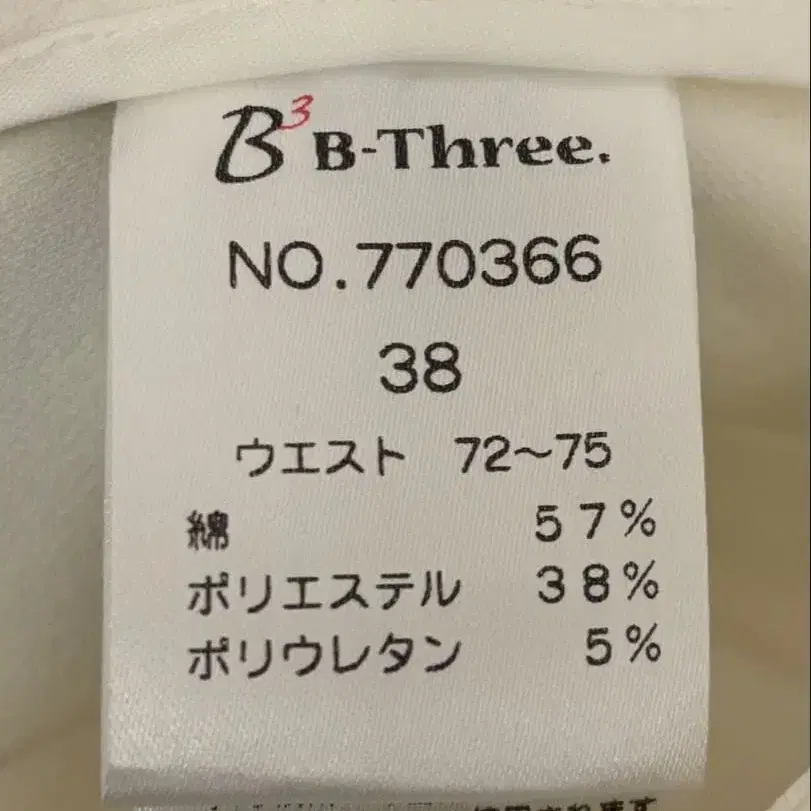 B³ B-Three.
NO.770366
38
ウエスト 72〜75
綿 57%
ポリエステル 38%
ポリウレタン 5%